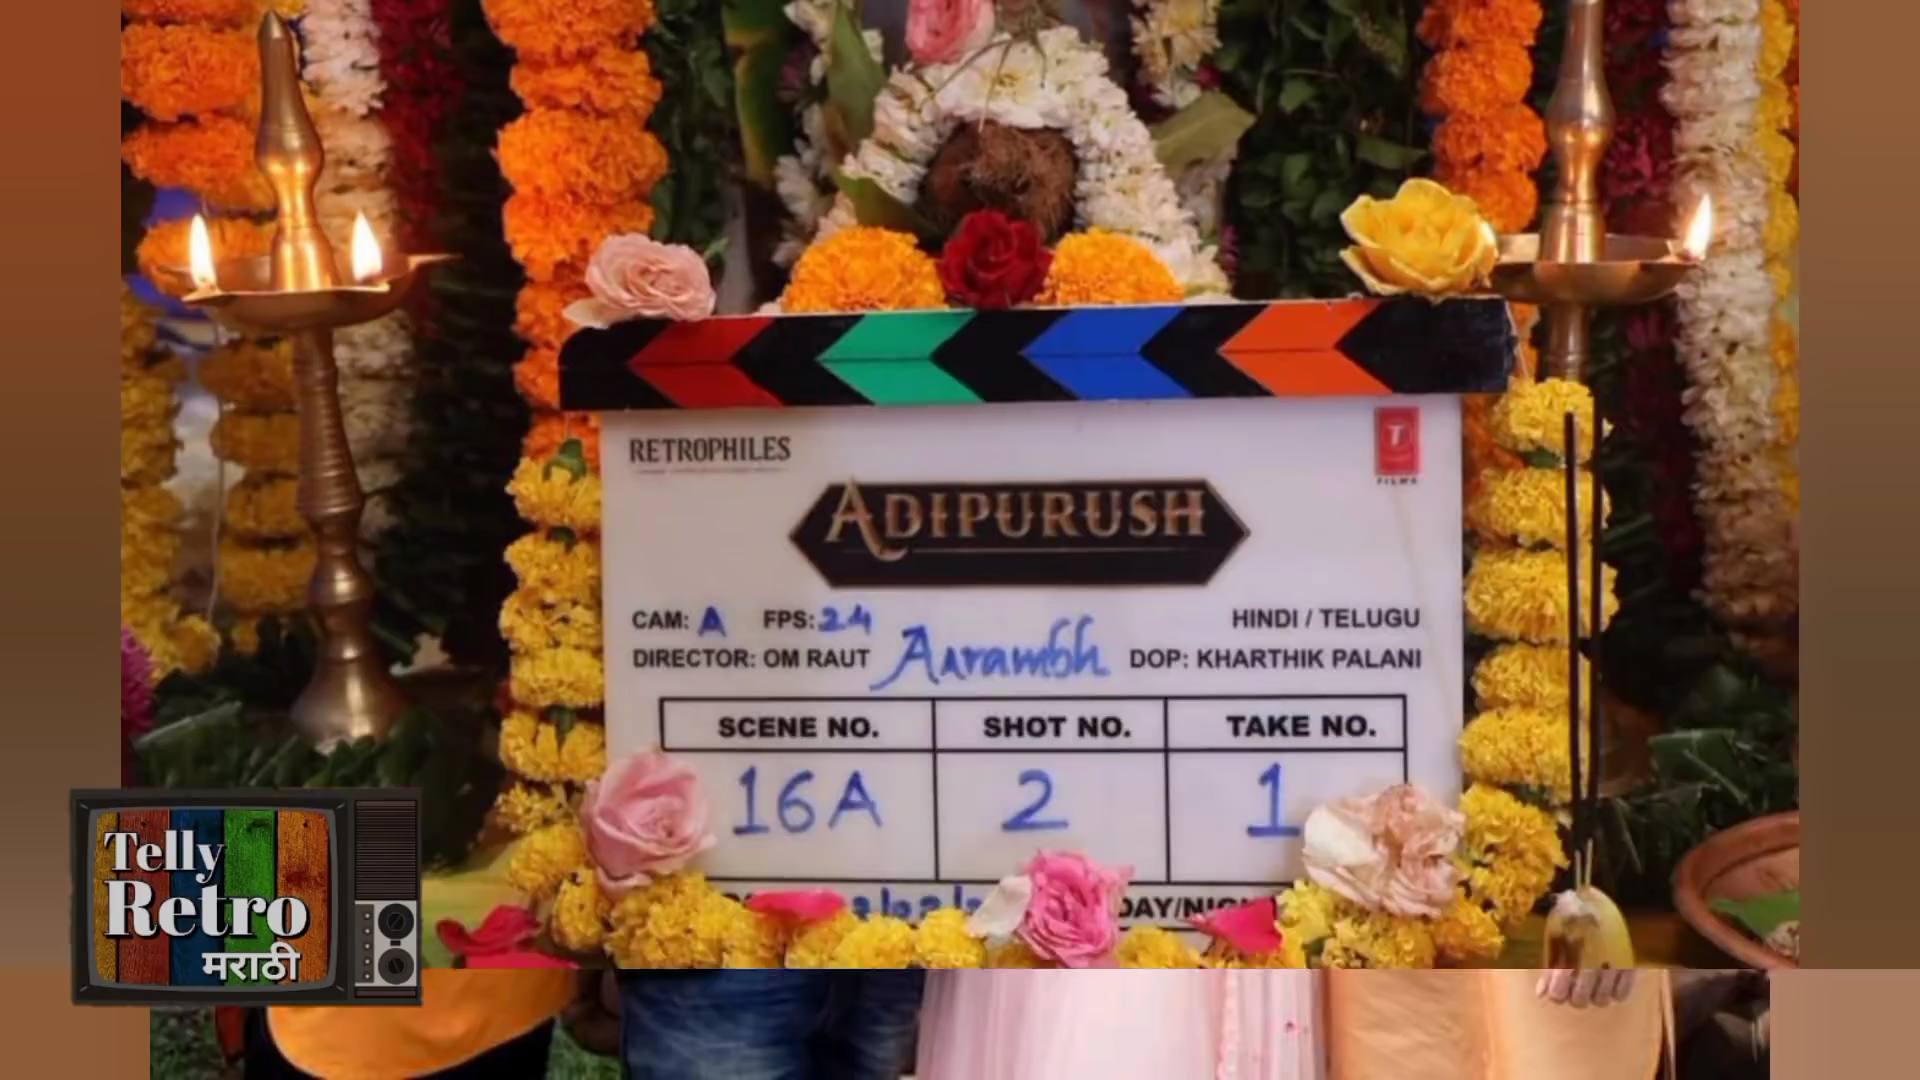 RETROPHILES
T
FILMS
ADIPURUSH
CAM: A FPS: 24 HINDI / TELUGU
DIRECTOR: OM RAUT Aarambh DOP: KHARTHIK PALANI
SCENE NO. SHOT NO. TAKE NO.
16A 2 1
Telly
Retro
मराठी